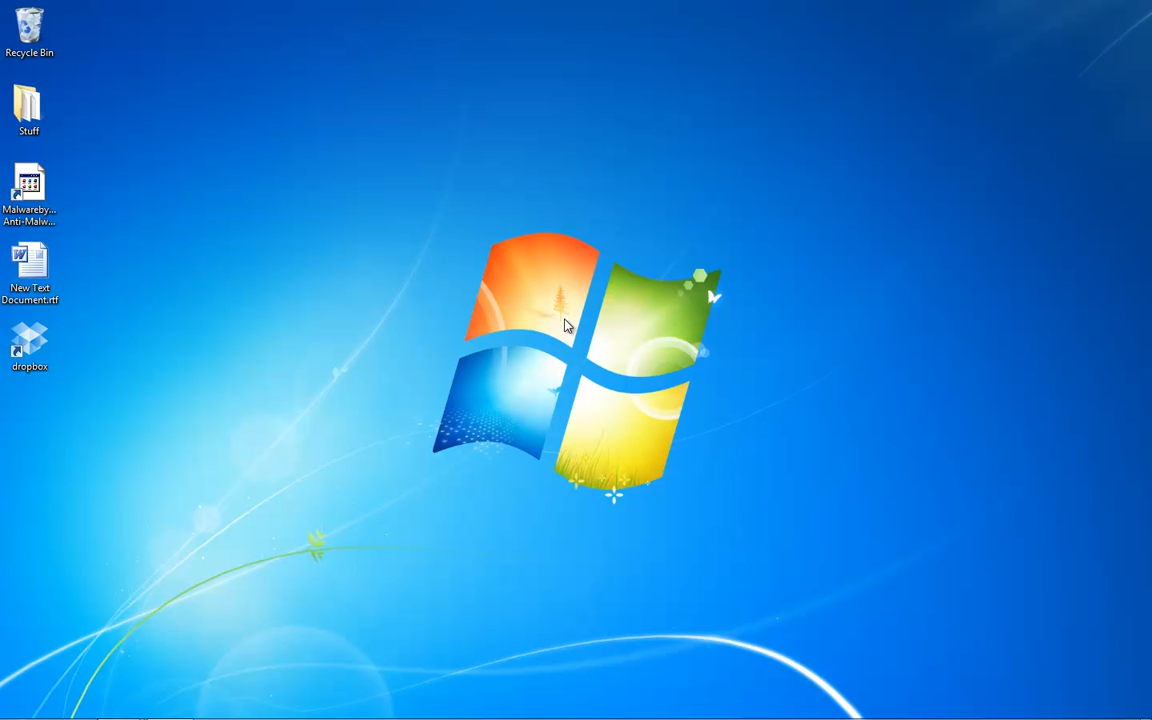 Recycle Bin
Stuff
Malwareby...
Anti-Malw...
New Text
Document.rtf
dropbox